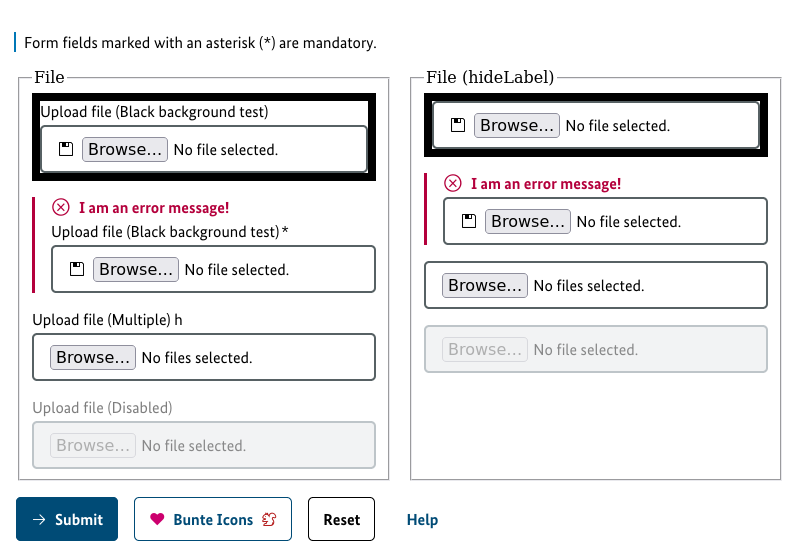 Form fields marked with an asterisk (*) are mandatory.
File
Upload file (Black background test)
Browse... No file selected.
I am an error message!
Upload file (Black background test) *
Browse... No file selected.
Upload file (Multiple) h
Browse... No files selected.
Upload file (Disabled)
Browse... No file selected.
File (hideLabel)
Browse... No file selected.
I am an error message!
Browse... No file selected.
Browse... No files selected.
Browse... No file selected.
Submit
Bunte Icons
Reset
Help